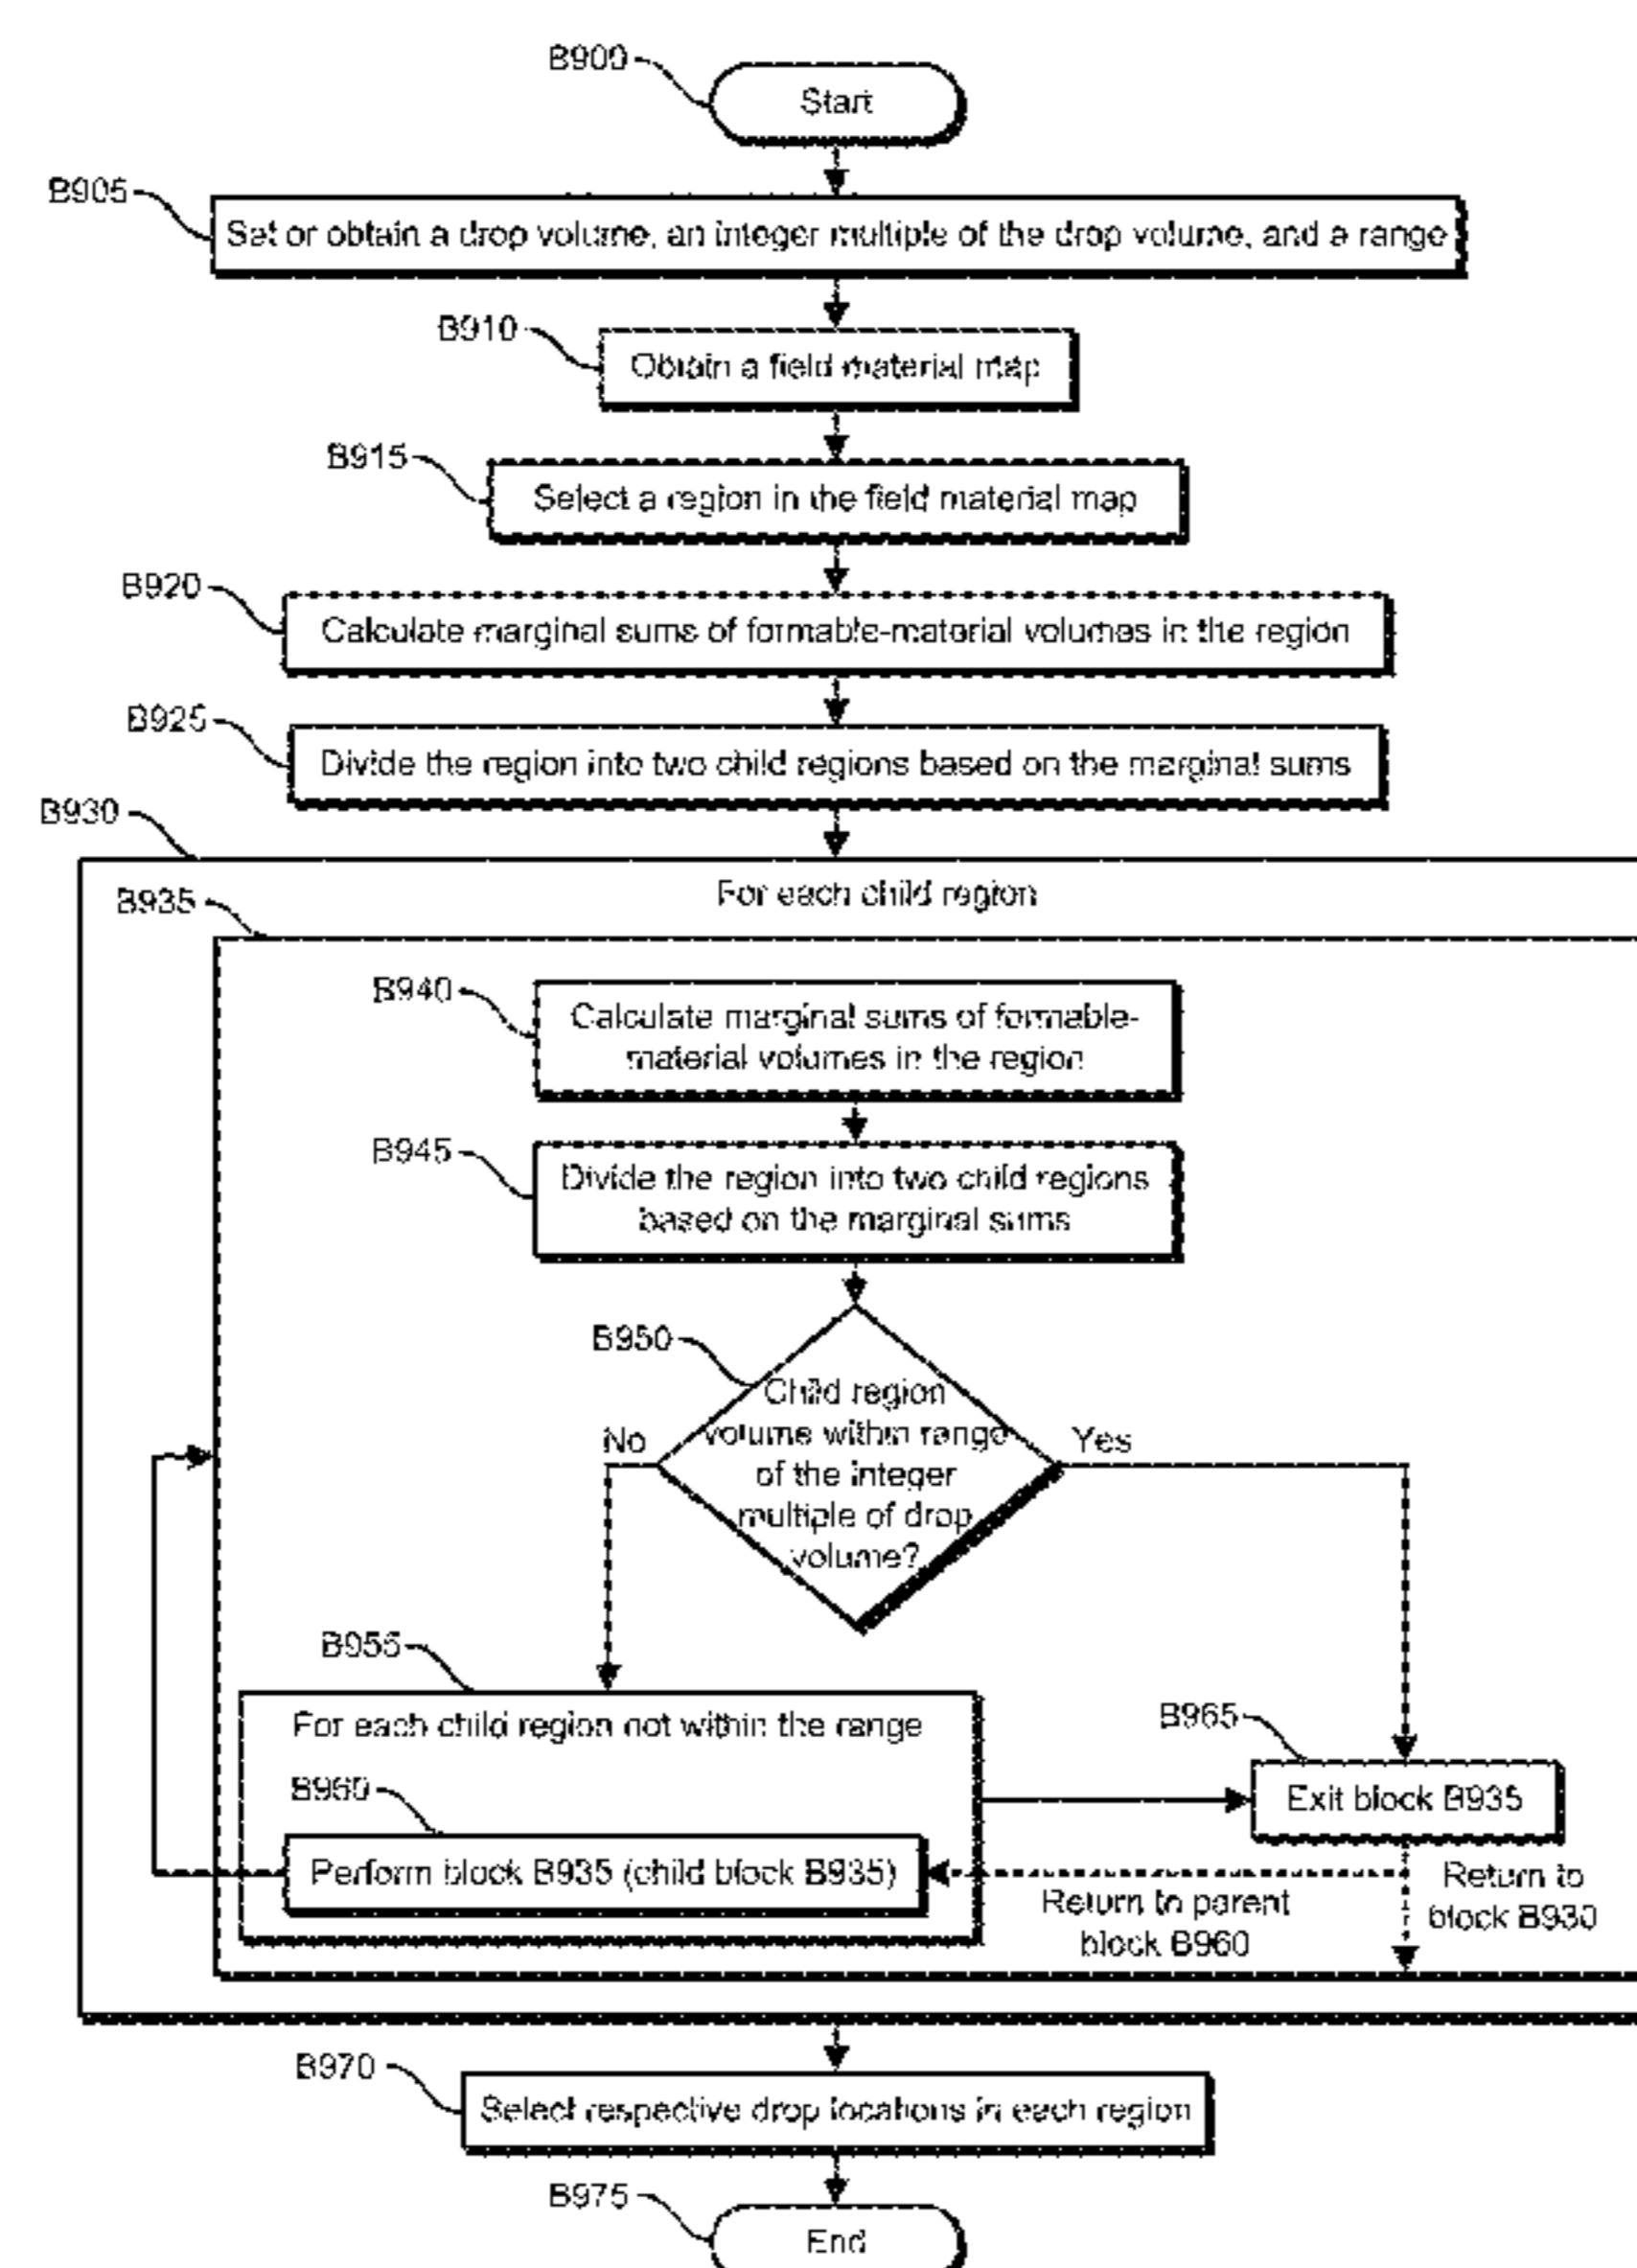 B900
Start
B905
Set or obtain a drop volume, an integer multiple of the drop volume, and a range
B910
Obtain a field material map
B915
Select a region in the field material map
B920
Calculate marginal sums of formable-material volumes in the region
B925
Divide the region into two child regions based on the marginal sums
B930
For each child region
B935
B940
Calculate marginal sums of formable-
material volumes in the region
B945
Divide the region into two child regions
based on the marginal sums
B950
Child region
volume within range
of the integer
multiple of drop
volume?
No
Yes
B955
For each child region not within the range
B960
Perform block B935 (child block B935)
B965
Exit block B935
Return to parent
block B960
Return to
block B930
B970
Select respective drop locations in each region
B975
End